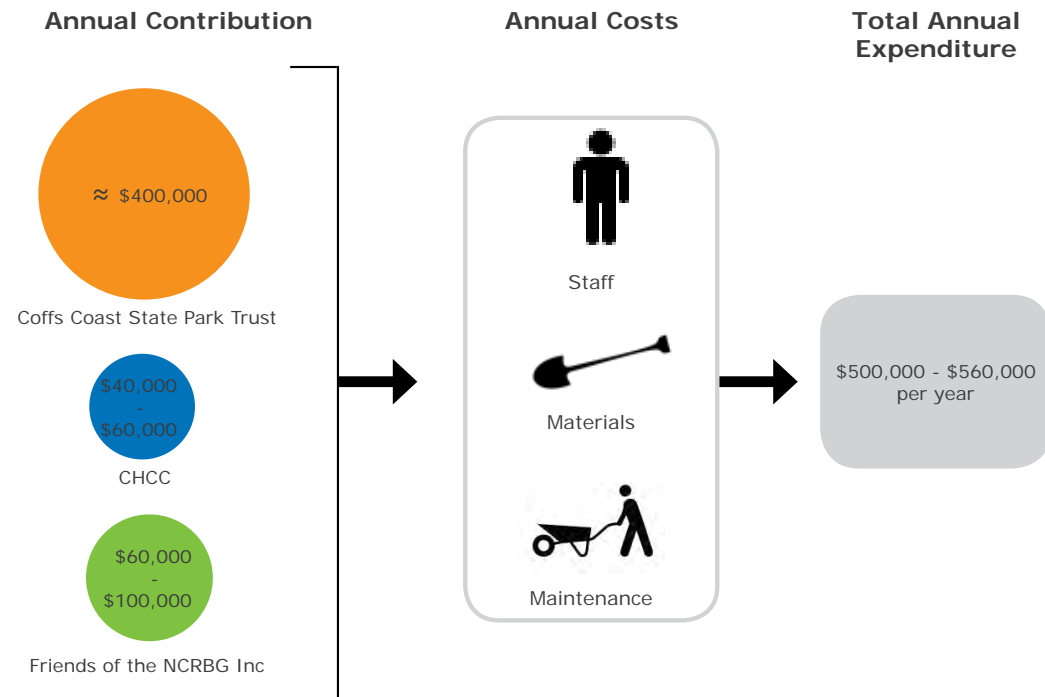 Annual Contribution
≈ $400,000
Coffs Coast State Park Trust
$40,000
-
$60,000
CHCC
$60,000
-
$100,000
Friends of the NCRBG Inc
Annual Costs
Staff
Materials
Maintenance
Total Annual
Expenditure
$500,000 - $560,000
per year